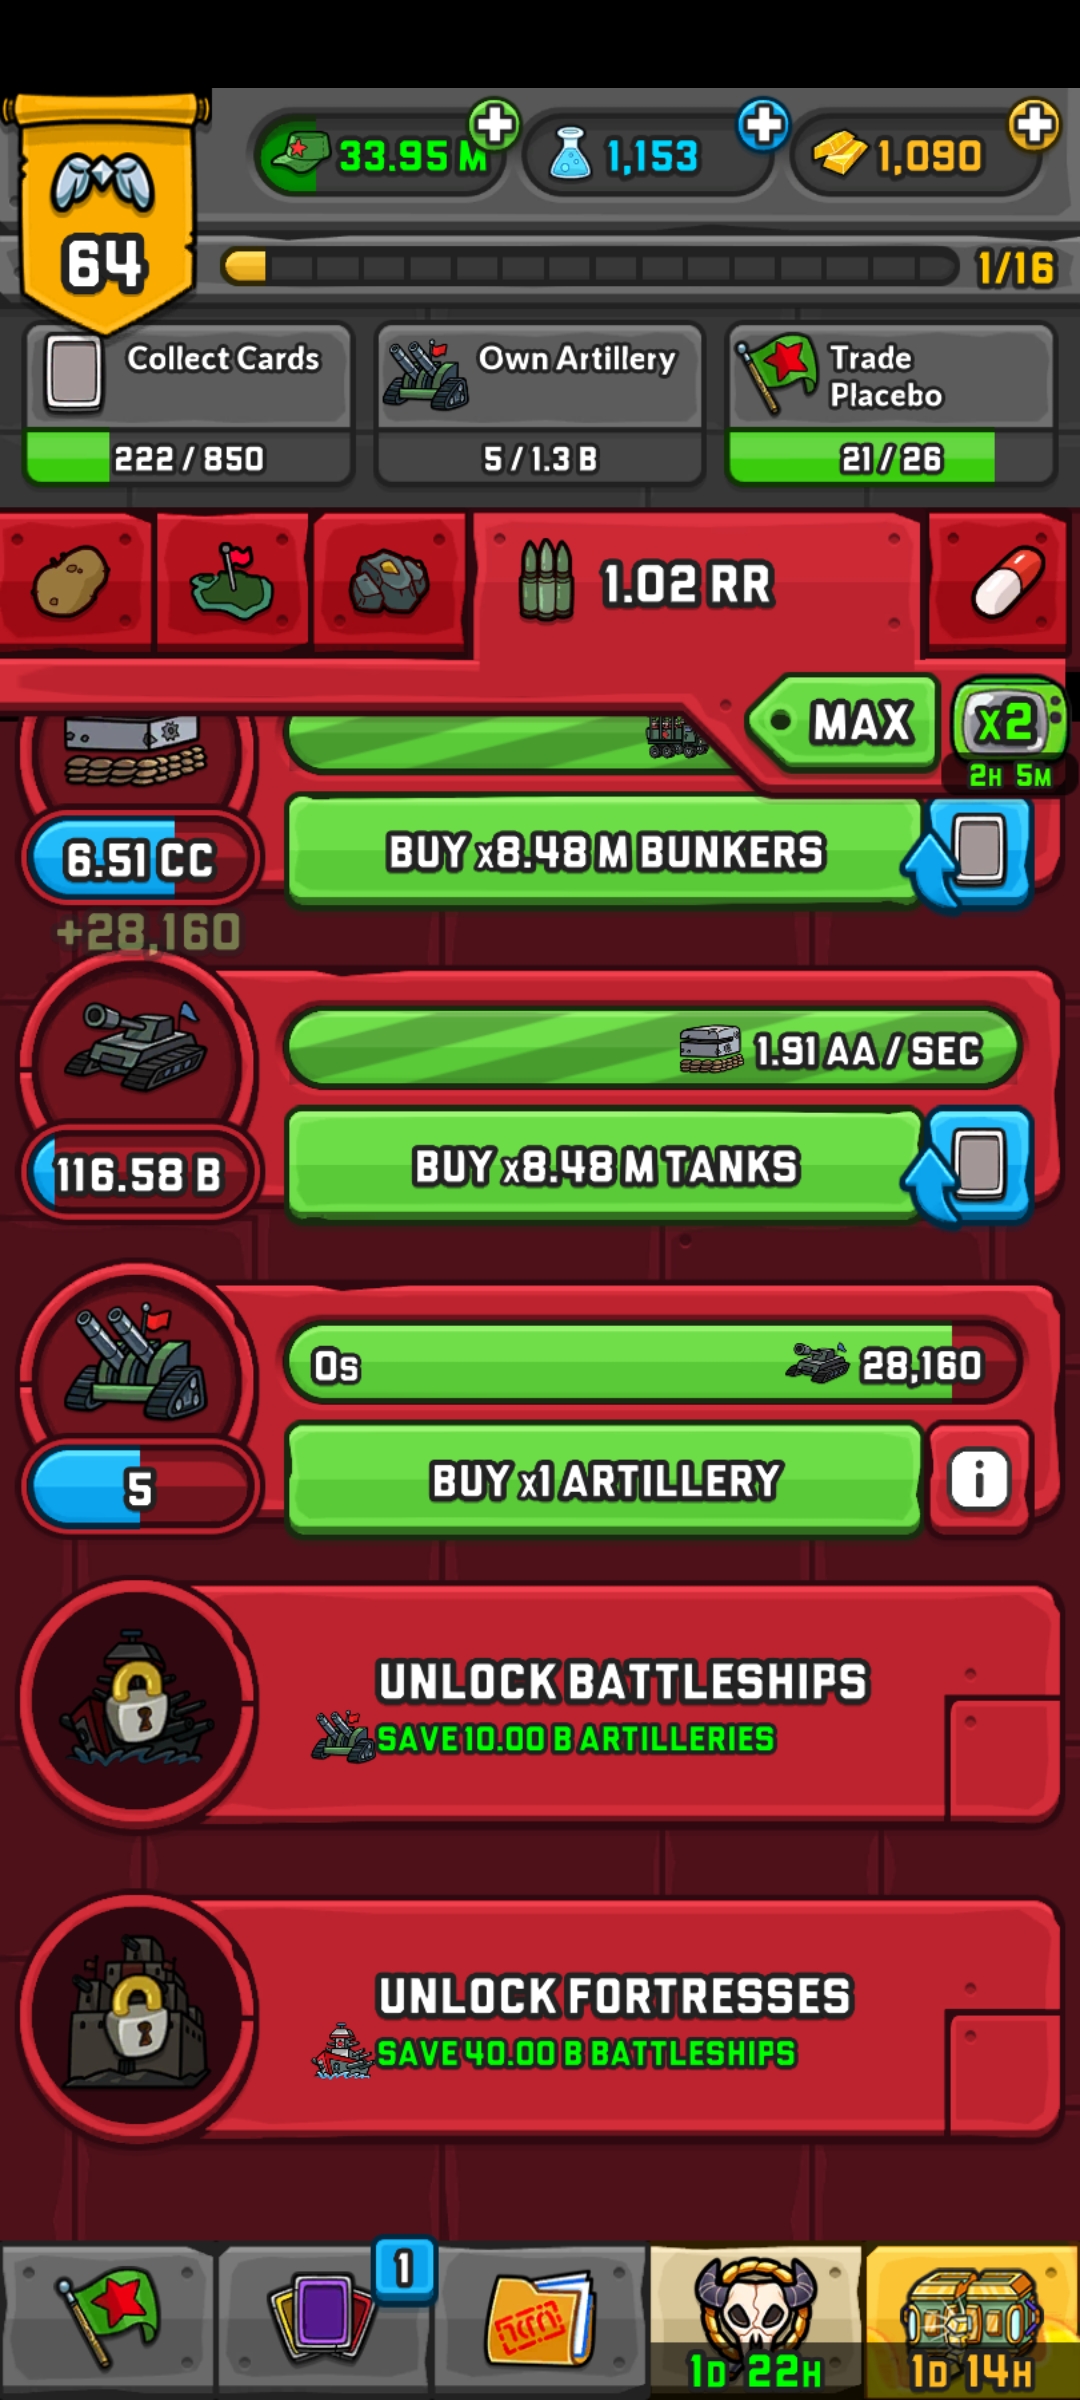 33.95 M
1,153
1,090
64
1/16
Collect Cards
222 / 850
Own Artillery
5 / 1.3 B
Trade
Placebo
21 / 26
1.02 RR
MAX
x2
2H 5M
6.51 CC
BUY x8.48 M BUNKERS
+28,160
1.91 AA / SEC
116.58 B
BUY x8.48 M TANKS
0s
28,160
5
BUY x1 ARTILLERY
i
UNLOCK BATTLESHIPS
SAVE 10.00 B ARTILLERIES
UNLOCK FORTRESSES
SAVE 40.00 B BATTLESHIPS
1
1D 22H
1D 14H